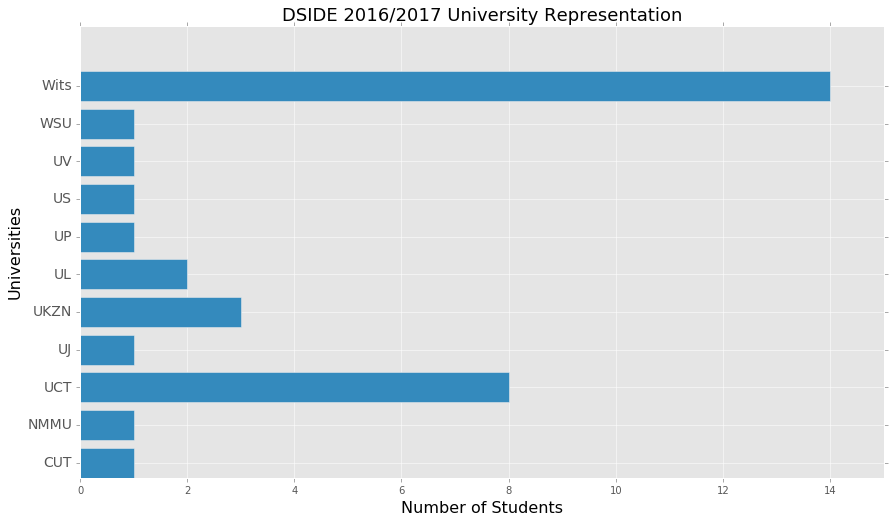 DSIDE 2016/2017 University Representation
Wits
WSU
UV
US
UP
UL
UKZN
UJ
UCT
NMMU
CUT
Universities
0 2 4 6 8 10 12 14
Number of Students